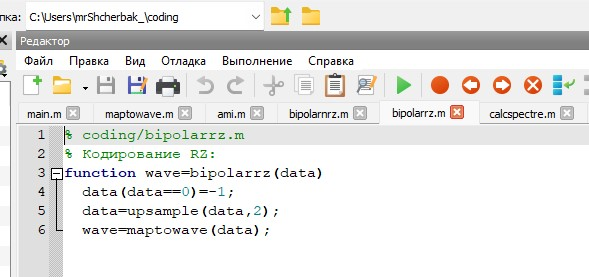 пка: C:\Users\mrShcherbak_\coding
Редактор
Файл Правка Вид Отладка Выполнение Справка
main.m maptowave.m ami.m bipolarnrz.m bipolarrz.m calcspectre.m
1 % coding/bipolarrz.m
2 % Кодирование RZ:
3 function wave=bipolarrz(data)
4 data(data==0)=-1;
5 data=upsample(data,2);
6 wave=maptowave(data);